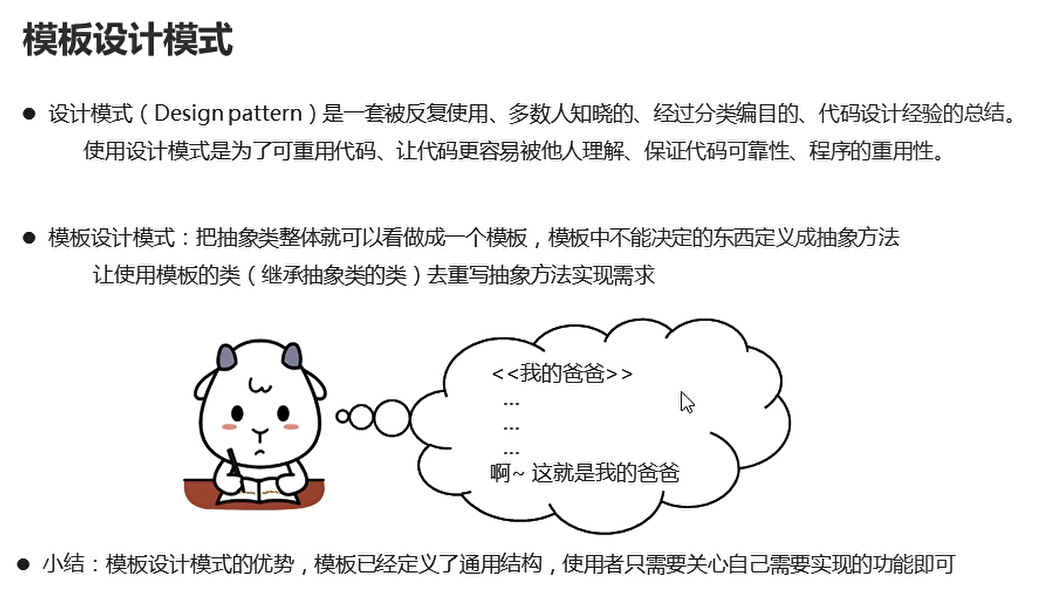 模板设计模式
● 设计模式（Design pattern）是一套被反复使用、多数人知晓的、经过分类编目的、代码设计经验的总结。
使用设计模式是为了可重用代码、让代码更容易被他人理解、保证代码可靠性、程序的重用性。
● 模板设计模式：把抽象类整体就可以看做成一个模板，模板中不能决定的东西定义成抽象方法
让使用模板的类（继承抽象类的类）去重写抽象方法实现需求
<<我的爸爸>>
...
...
...
啊~ 这就是我的爸爸
● 小结：模板设计模式的优势，模板已经定义了通用结构，使用者只需要关心自己需要实现的功能即可